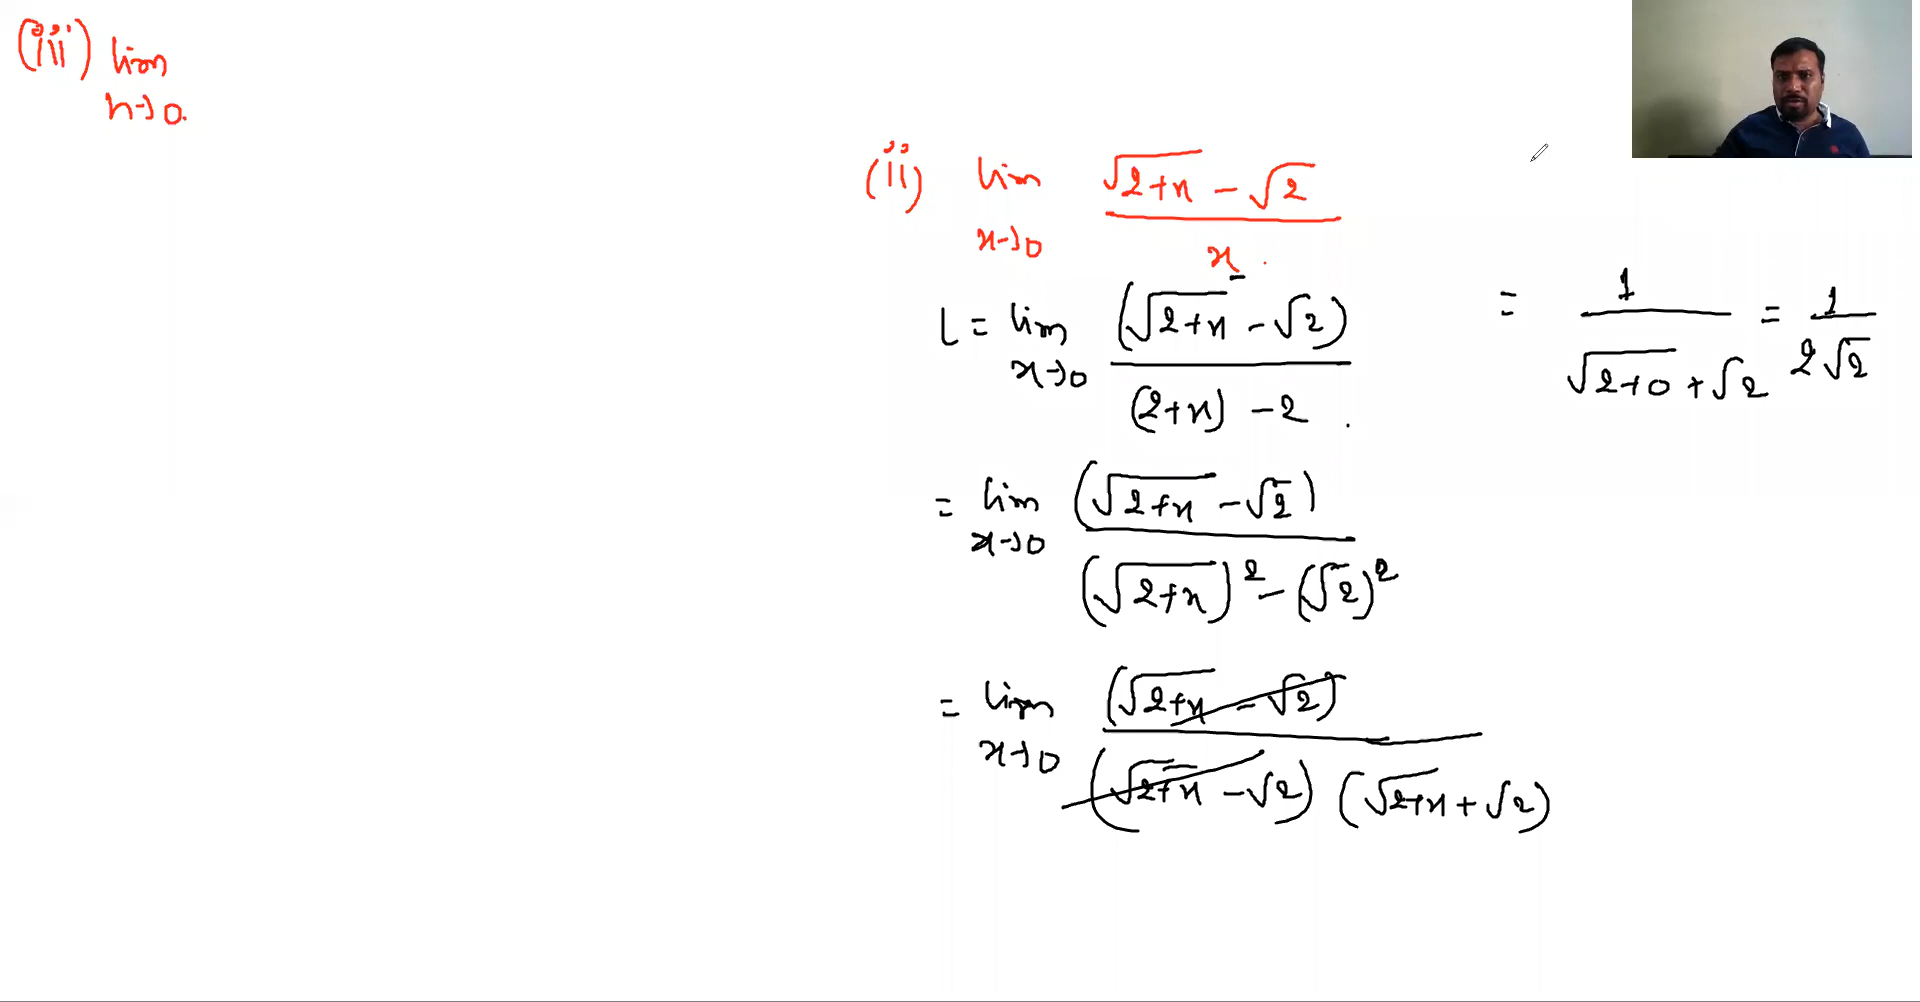 (iii) lim
h→0.
(ii) lim √(2+x) - √2
x→0 x .
L = lim (√(2+x) - √2)
x→0 (2+x) - 2 .
= lim (√(2+x) - √2)
x→0 (√(2+x))² - (√2)²
= lim (√(2+x) - √2)
x→0 (√(2+x) - √2) (√(2+x) + √2)
= 1 = 1
√(2+0) + √2 2√2